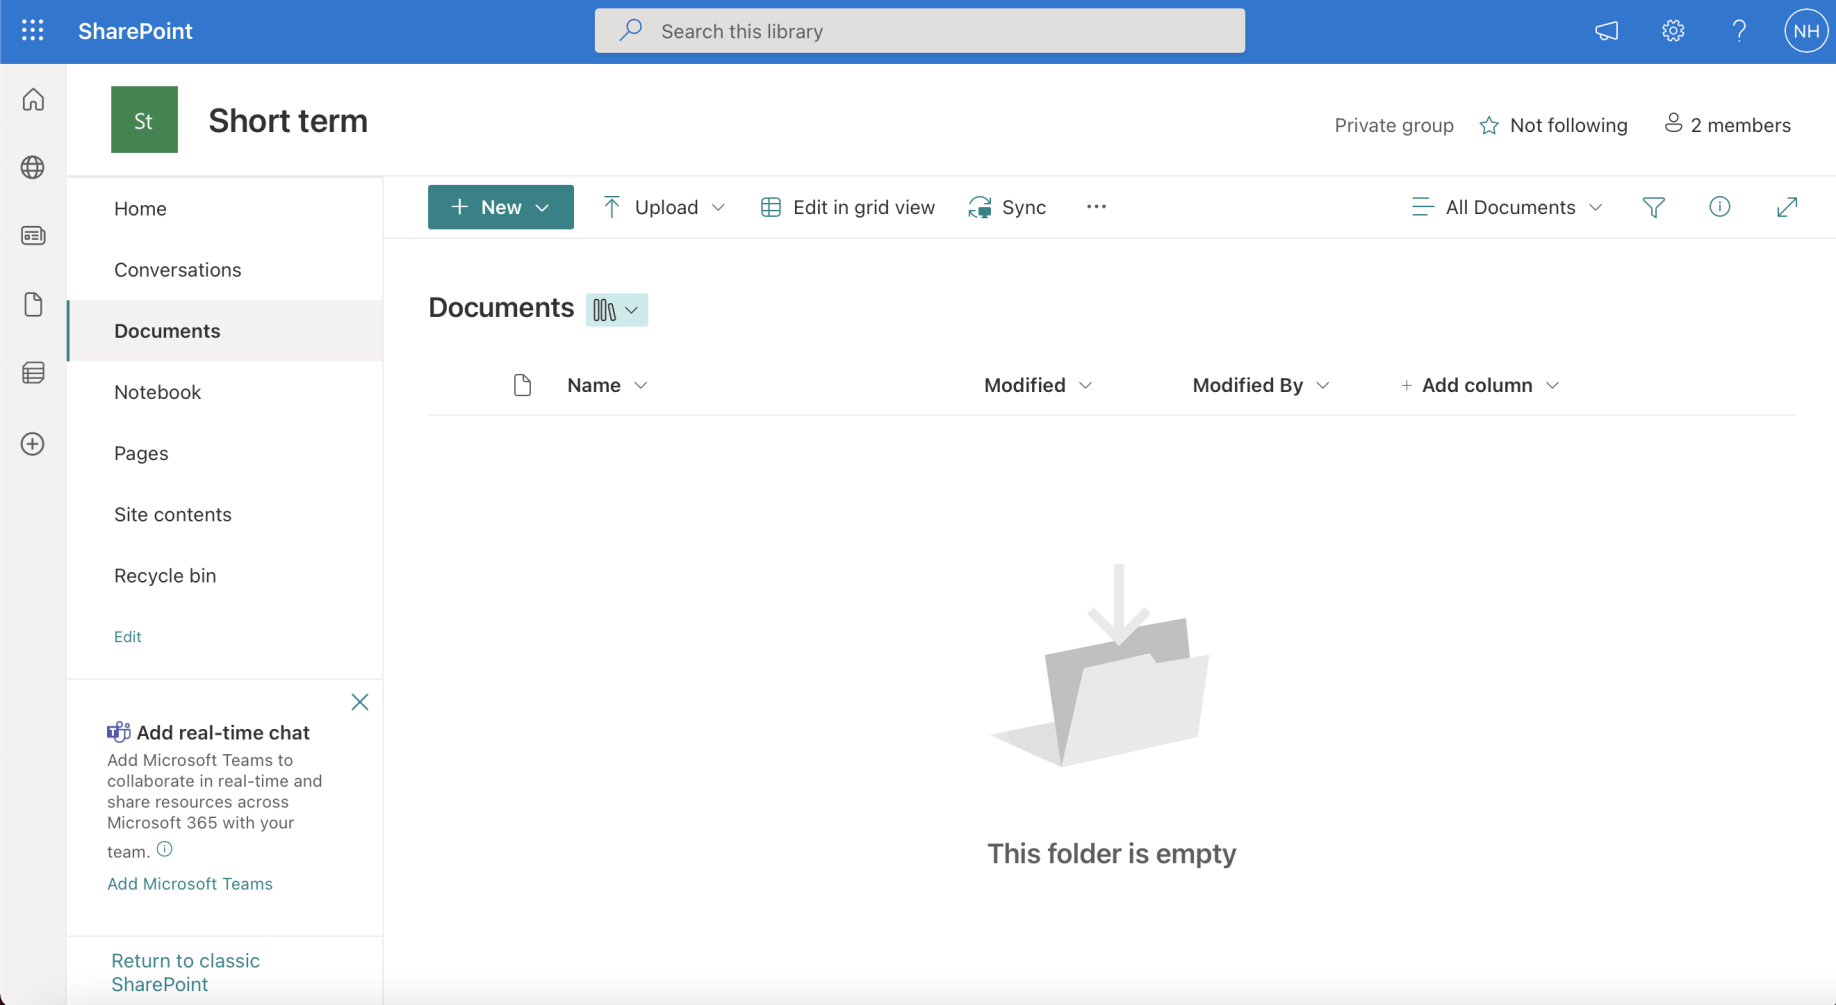 SharePoint
Search this library
NH
St
Short term
Private group
Not following
2 members
Home
Conversations
Documents
Notebook
Pages
Site contents
Recycle bin
Edit
Add real-time chat
Add Microsoft Teams to
collaborate in real-time and
share resources across
Microsoft 365 with your
team.
Add Microsoft Teams
Return to classic
SharePoint
+ New
Upload
Edit in grid view
Sync
...
All Documents
Documents
Name
Modified
Modified By
+ Add column
This folder is empty